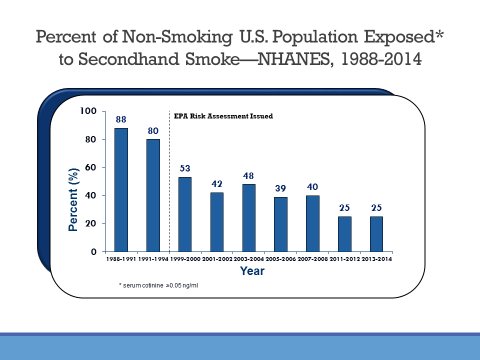 Percent of Non-Smoking U.S. Population Exposed*
to Secondhand Smoke—NHANES, 1988-2014
EPA Risk Assessment Issued
Percent (%)
100
80
60
40
20
0
88
80
53
42
48
39
40
25
25
1988-1991 1991-1994 1999-2000 2001-2002 2003-2004 2005-2006 2007-2008 2011-2012 2013-2014
Year
* serum cotinine ≥0.05 ng/ml